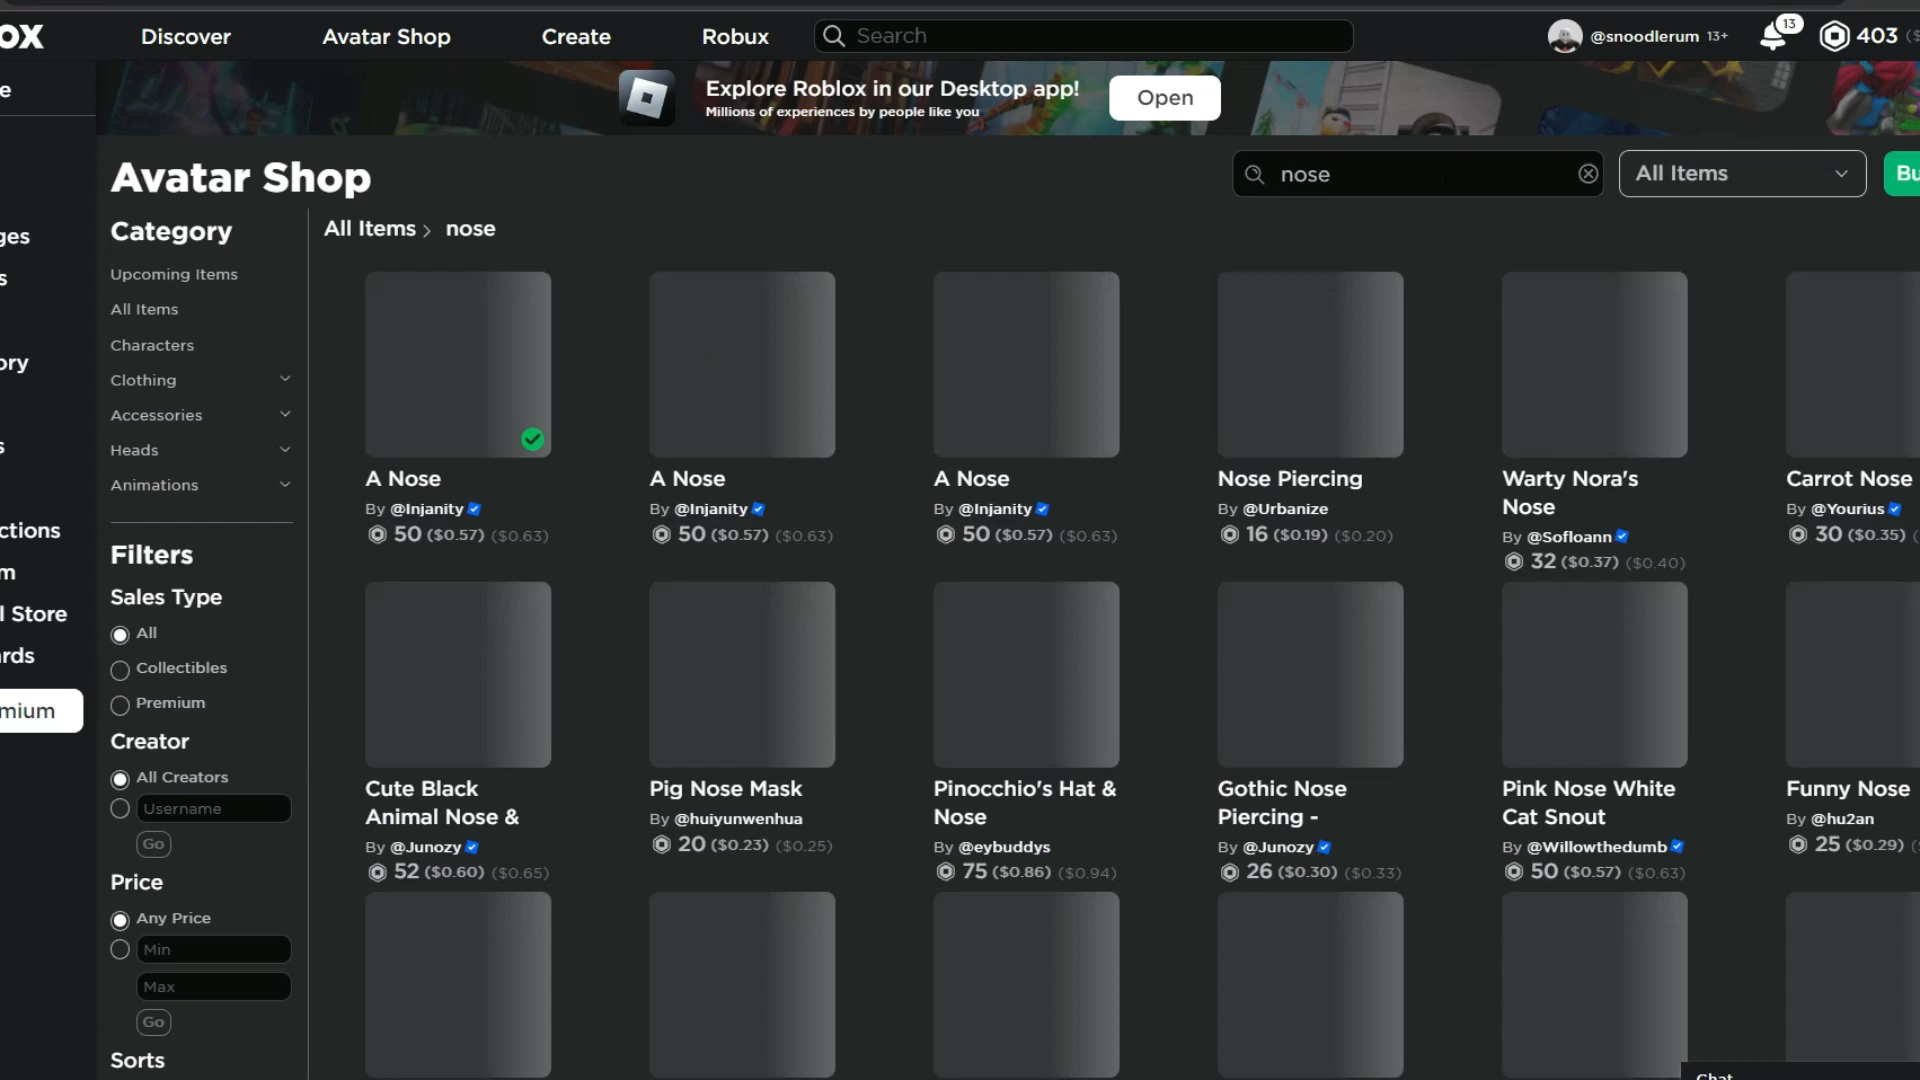 OX Discover Avatar Shop Create Robux Search @snoodlerum 13+ 13 403 ($
e
Explore Roblox in our Desktop app!
Millions of experiences by people like you
Open
Avatar Shop
nose
All Items
Bu
Category
All Items > nose
Upcoming Items
All Items
Characters
Clothing
Accessories
Heads
Animations
Filters
Sales Type
All
Collectibles
Premium
Creator
All Creators
Username
Go
Price
Any Price
Min
Max
Go
Sorts
ges
s
ory
s
ctions
m
l Store
rds
mium
A Nose
By @Injanity
50 ($0.57) ($0.63)
A Nose
By @Injanity
50 ($0.57) ($0.63)
A Nose
By @Injanity
50 ($0.57) ($0.63)
Nose Piercing
By @Urbanize
16 ($0.19) ($0.20)
Warty Nora's
Nose
By @Sofloann
32 ($0.37) ($0.40)
Carrot Nose
By @Yourius
30 ($0.35) (
Cute Black
Animal Nose &
By @Junozy
52 ($0.60) ($0.65)
Pig Nose Mask
By @huiyunwenhua
20 ($0.23) ($0.25)
Pinocchio's Hat &
Nose
By @eybuddys
75 ($0.86) ($0.94)
Gothic Nose
Piercing -
By @Junozy
26 ($0.30) ($0.33)
Pink Nose White
Cat Snout
By @Willowthedumb
50 ($0.57) ($0.63)
Funny Nose
By @hu2an
25 ($0.29) (
Chat